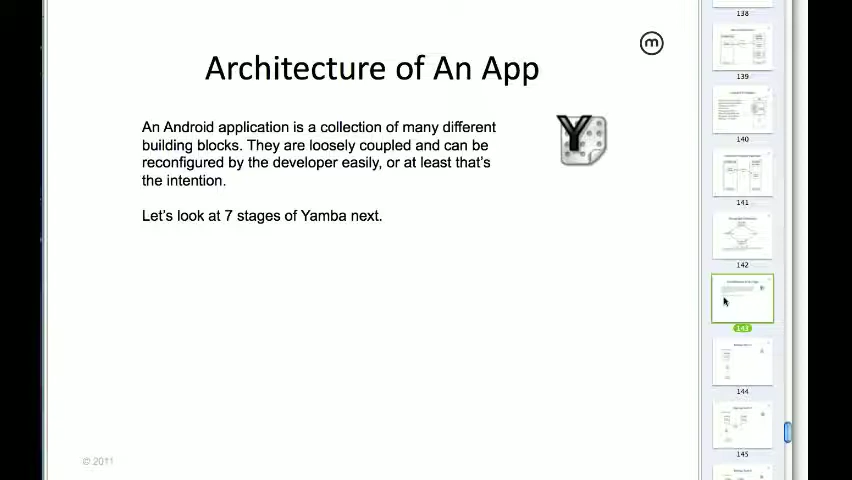 Architecture of An App
m
An Android application is a collection of many different
building blocks. They are loosely coupled and can be
reconfigured by the developer easily, or at least that's
the intention.
Let's look at 7 stages of Yamba next.
Y
© 2011
138
139
140
141
142
143
144
145